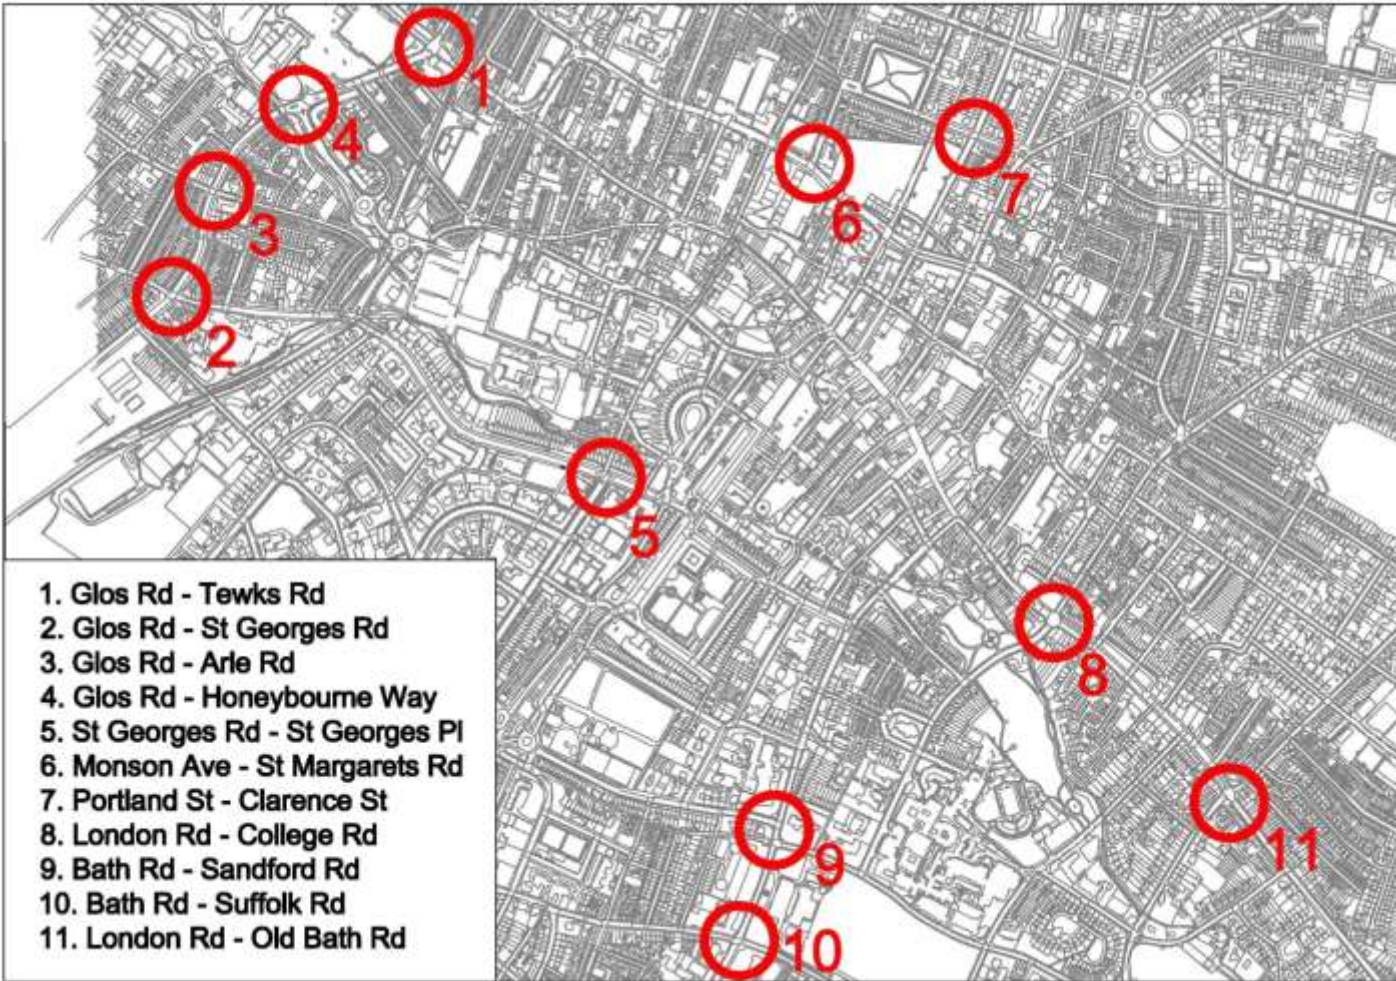 1
4
3
2
6
7
5
8
9
10
11
1. Glos Rd - Tewks Rd
2. Glos Rd - St Georges Rd
3. Glos Rd - Arle Rd
4. Glos Rd - Honeybourne Way
5. St Georges Rd - St Georges Pl
6. Monson Ave - St Margarets Rd
7. Portland St - Clarence St
8. London Rd - College Rd
9. Bath Rd - Sandford Rd
10. Bath Rd - Suffolk Rd
11. London Rd - Old Bath Rd